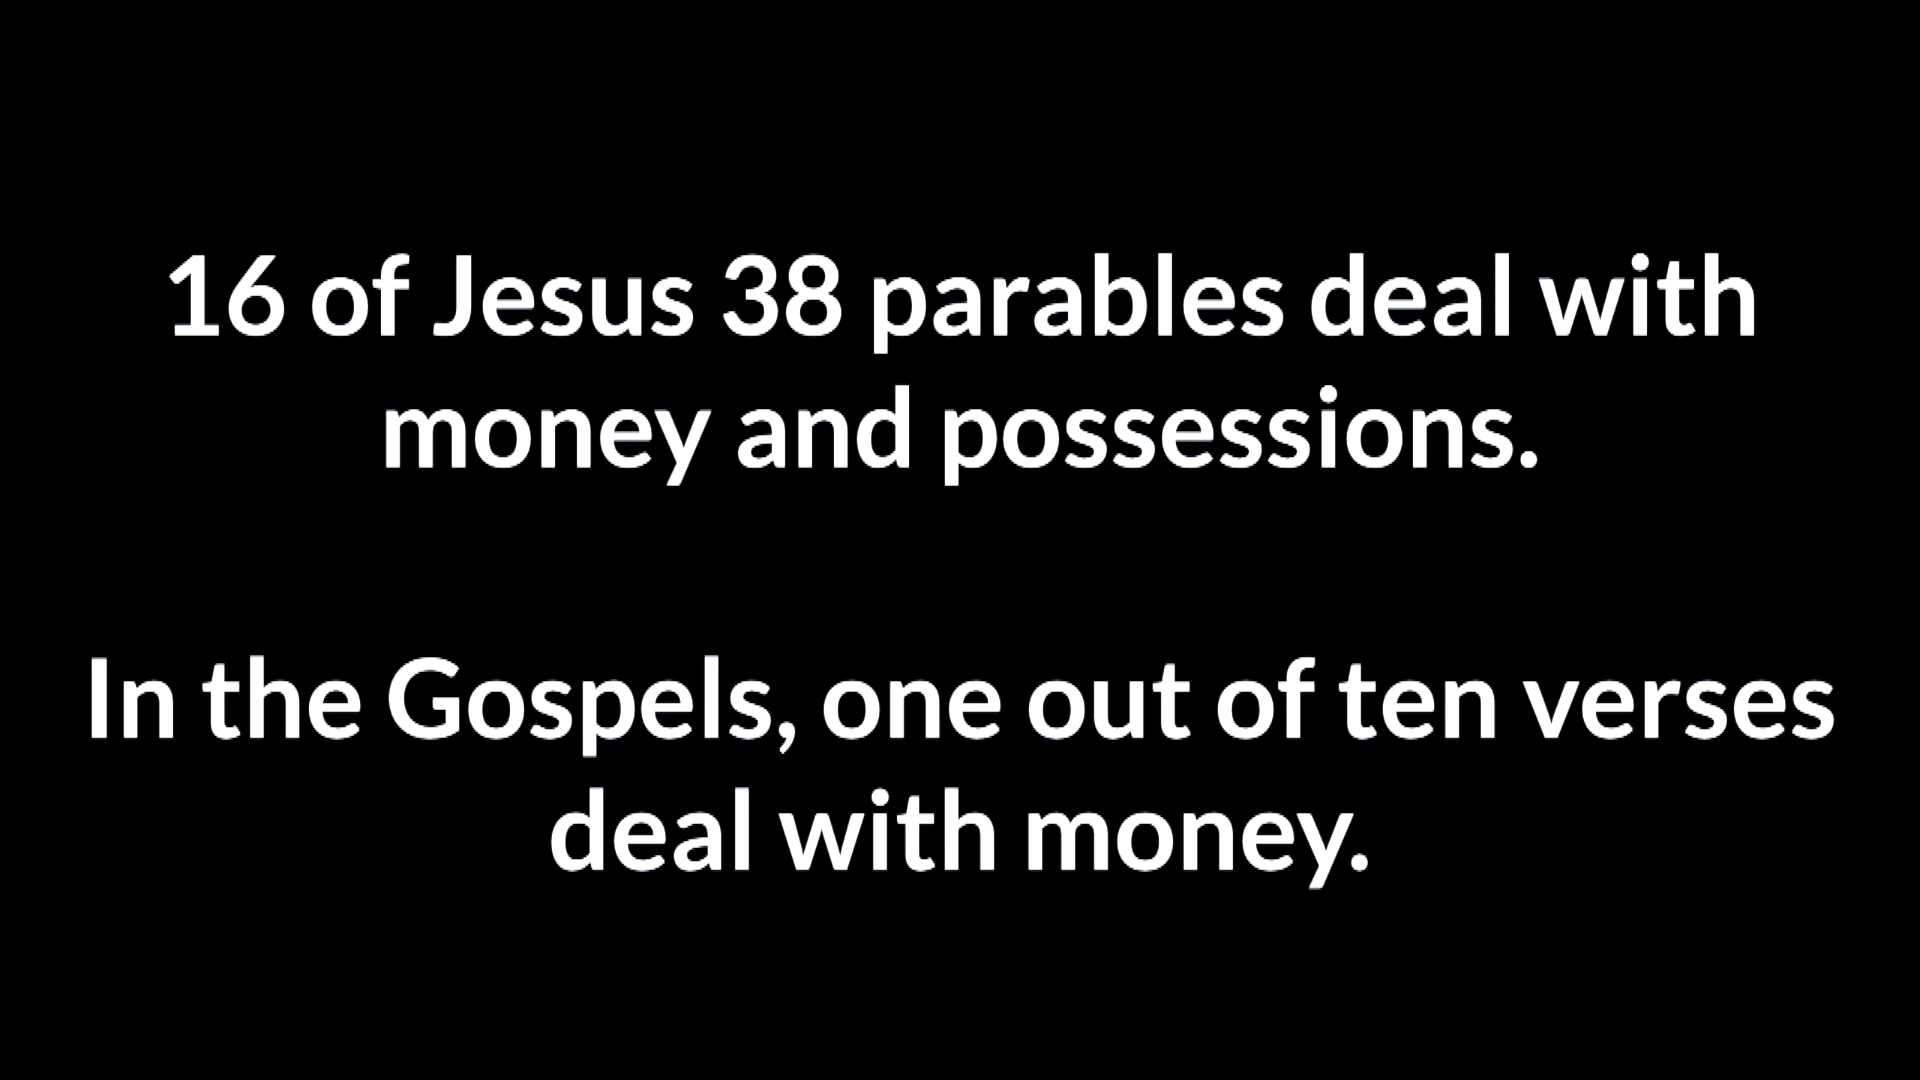 16 of Jesus 38 parables deal with
money and possessions.
In the Gospels, one out of ten verses
deal with money.